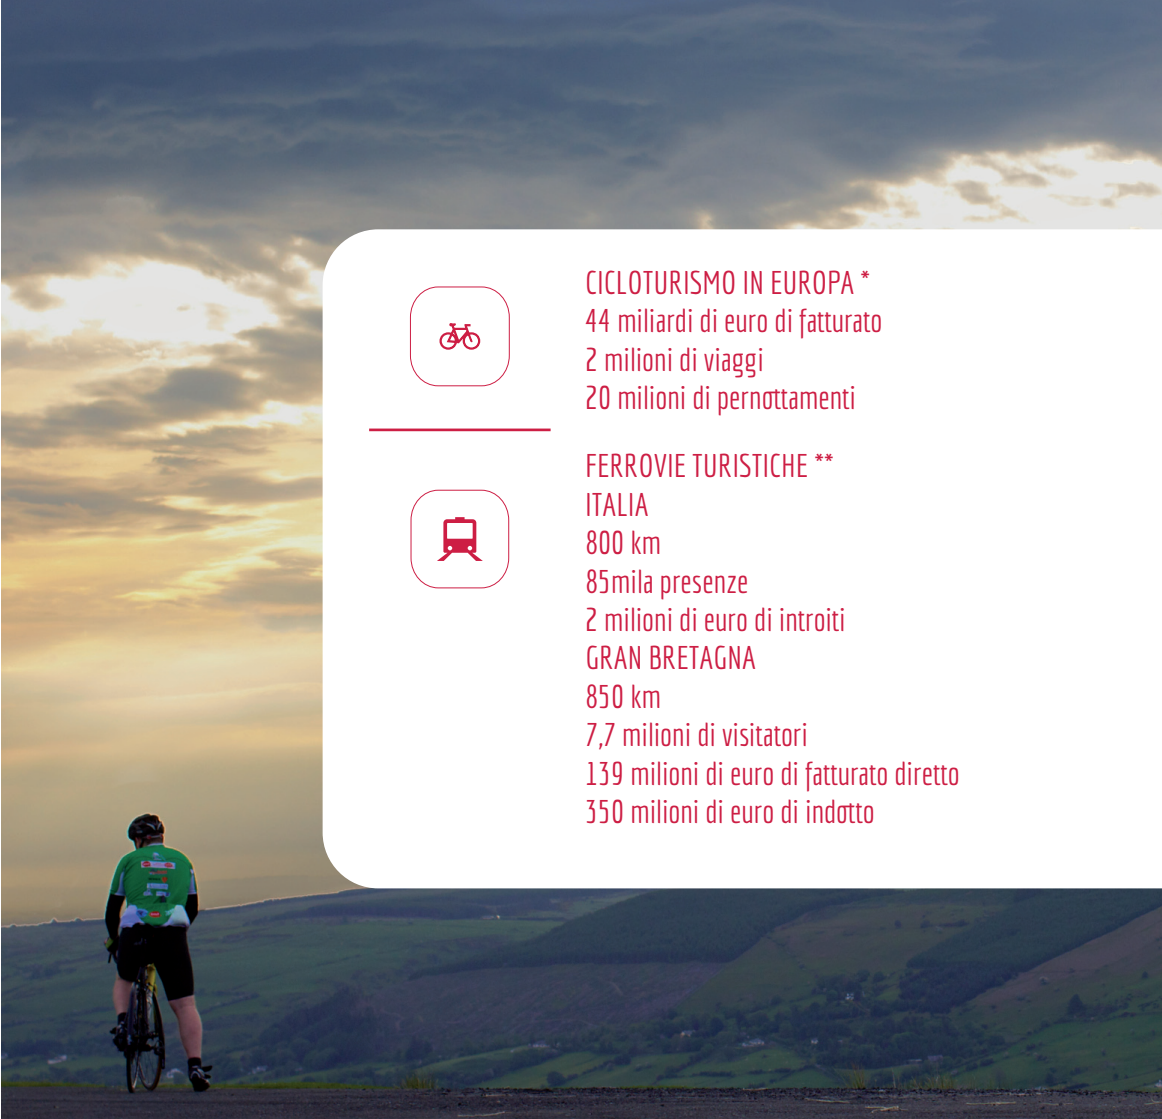 CICLOTURISMO IN EUROPA *
44 miliardi di euro di fatturato
2 milioni di viaggi
20 milioni di pernottamenti
FERROVIE TURISTICHE **
ITALIA
800 km
85mila presenze
2 milioni di euro di introiti
GRAN BRETAGNA
850 km
7,7 milioni di visitatori
139 milioni di euro di fatturato diretto
350 milioni di euro di indotto